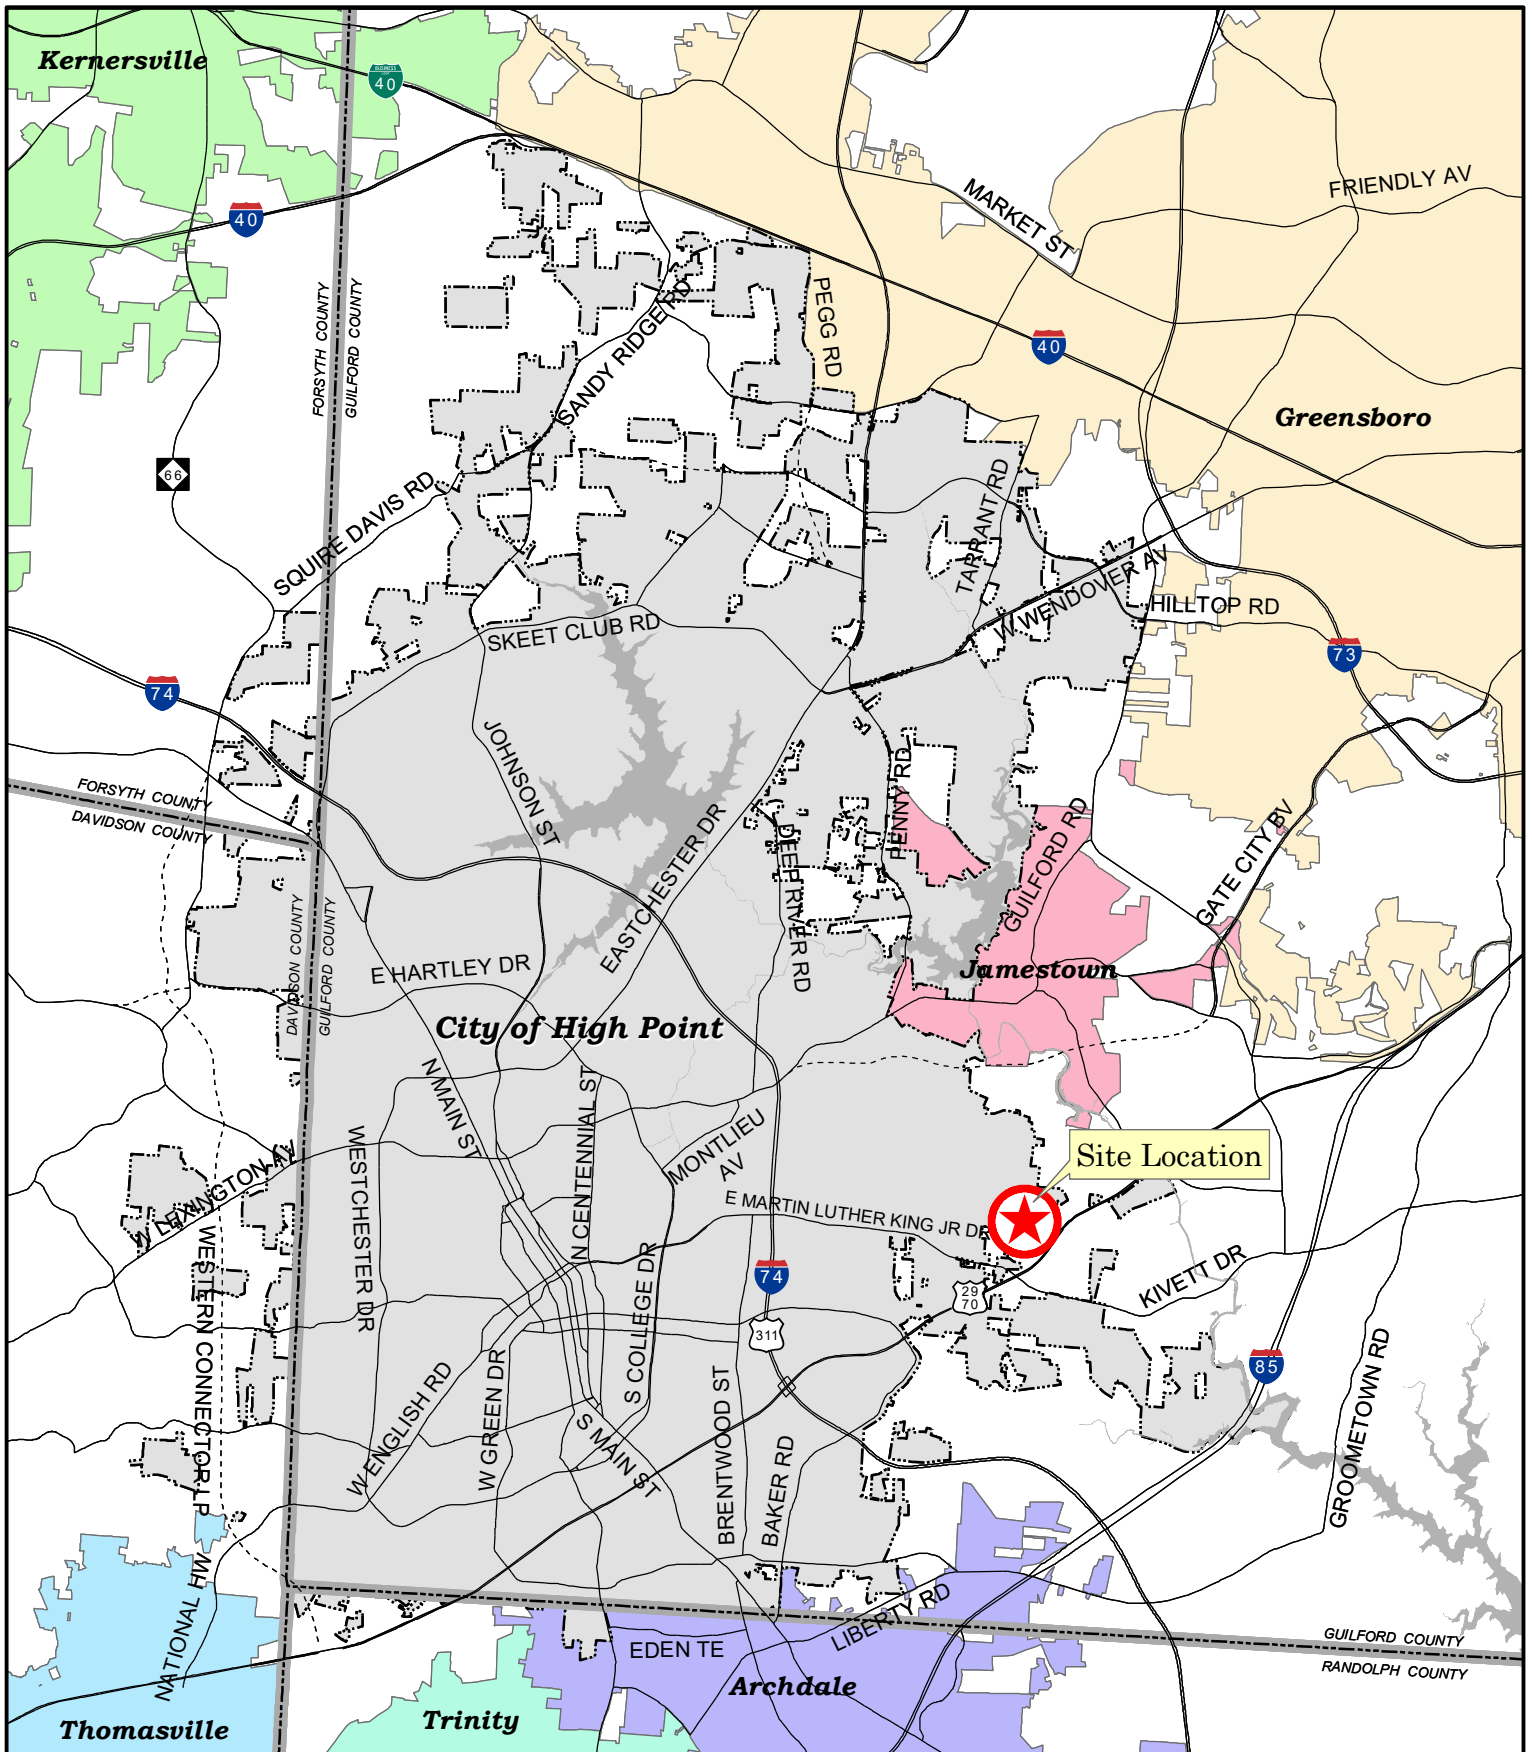 Kernersville
BUSINESS
LOOP
40
40
FRIENDLY AV
MARKET ST
FORSYTH COUNTY
GUILFORD COUNTY
PEGG RD
40
SANDY RIDGE RD
Greensboro
66
SQUIRE DAVIS RD
TARRANT RD
W WENDOVER AV
HILLTOP RD
SKEET CLUB RD
73
74
JOHNSON ST
PENNY RD
FORSYTH COUNTY
DAVIDSON COUNTY
EASTCHESTER DR
DEEP RIVER RD
GUILFORD RD
GATE CITY BV
DAVIDSON COUNTY
GUILFORD COUNTY
E HARTLEY DR
Jamestown
City of High Point
N MAIN ST
N CENTENNIAL ST
MONTLIEU
AV
Site Location
W LEXINGTON AV
WESTCHESTER DR
E MARTIN LUTHER KING JR DR
WESTERN CONNECTOR LP
S COLLEGE DR
74
29
70
KIVETT DR
311
85
W ENGLISH RD
W GREEN DR
S MAIN ST
BRENTWOOD ST
BAKER RD
GROOMETOWN RD
NATIONAL HW
LIBERTY RD
EDEN TE
GUILFORD COUNTY
RANDOLPH COUNTY
Archdale
Trinity
Thomasville